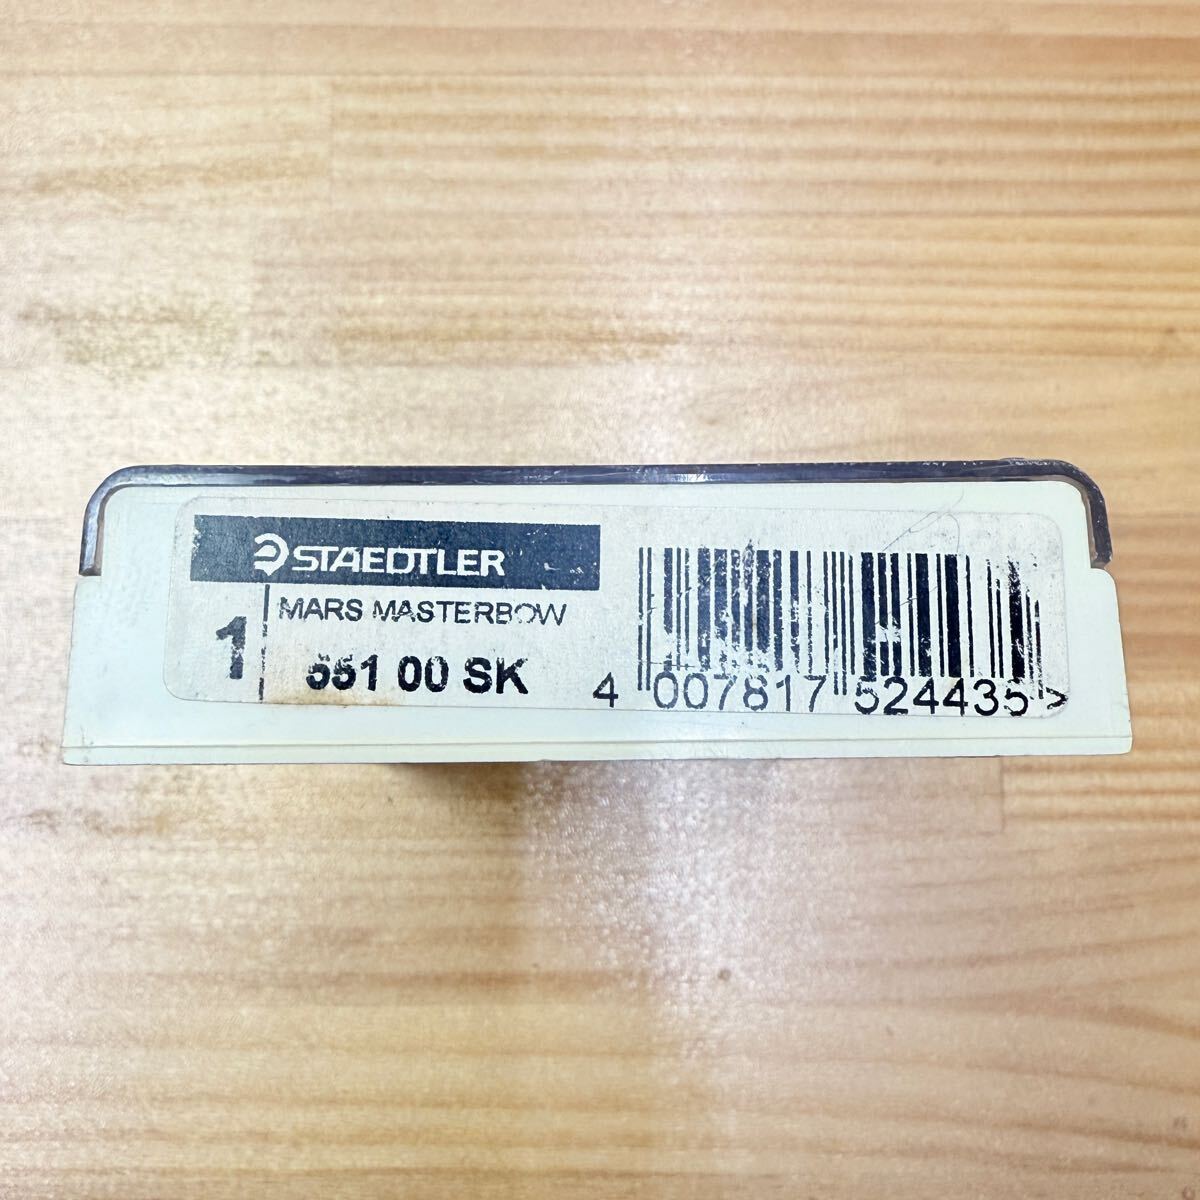 STAEDTLER
MARS MASTERBOW
1
551 00 SK
4 007817 524435 >